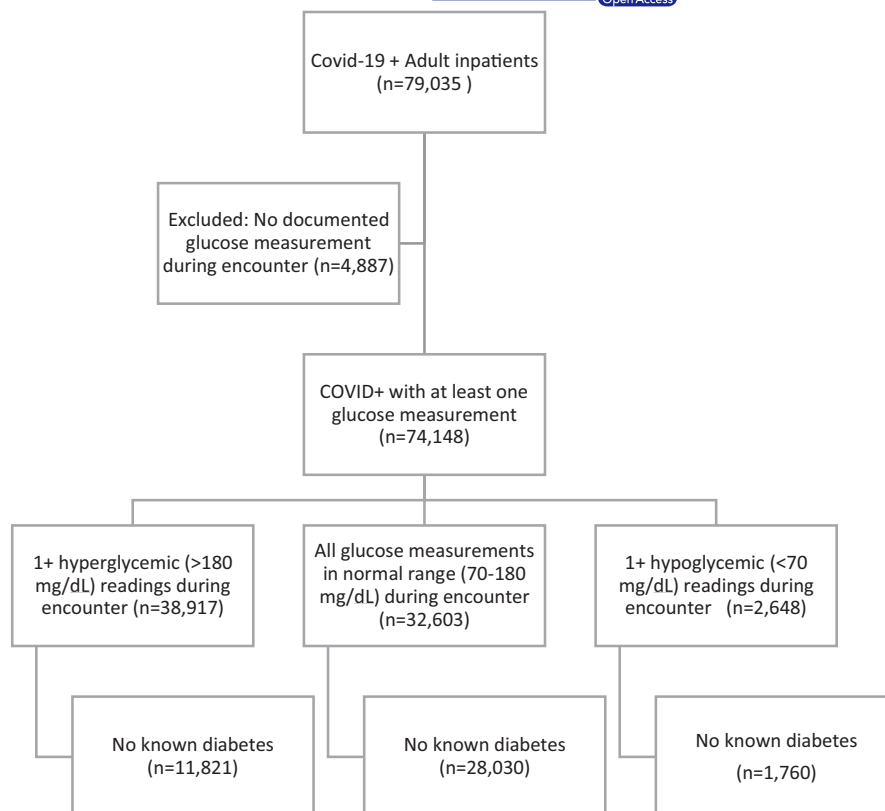 Open Access
Covid-19 + Adult inpatients
(n=79,035 )
Excluded: No documented
glucose measurement
during encounter (n=4,887)
COVID+ with at least one
glucose measurement
(n=74,148)
1+ hyperglycemic (>180
mg/dL) readings during
encounter (n=38,917)
All glucose measurements
in normal range (70-180
mg/dL) during encounter
(n=32,603)
1+ hypoglycemic (<70
mg/dL) readings during
encounter (n=2,648)
No known diabetes
(n=11,821)
No known diabetes
(n=28,030)
No known diabetes
(n=1,760)